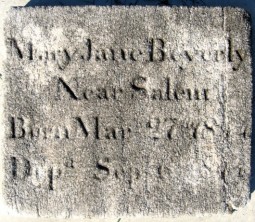 Mary Jane Beverly
Near Salem
Born Mar 27
Dep.ᵈ Sep.